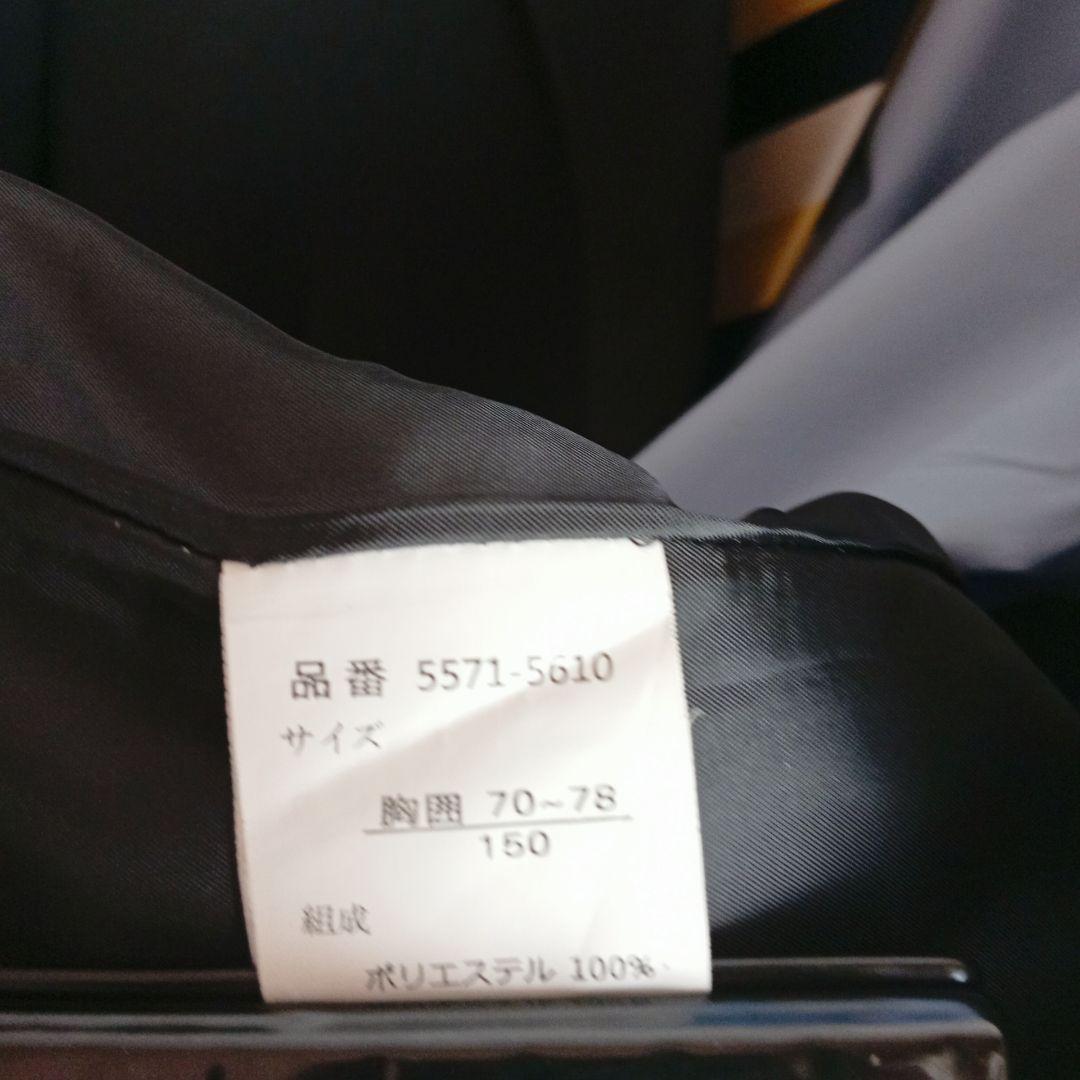 品番 5571-5610
サイズ
胸囲 70~78
150
組成
ポリエステル 100%